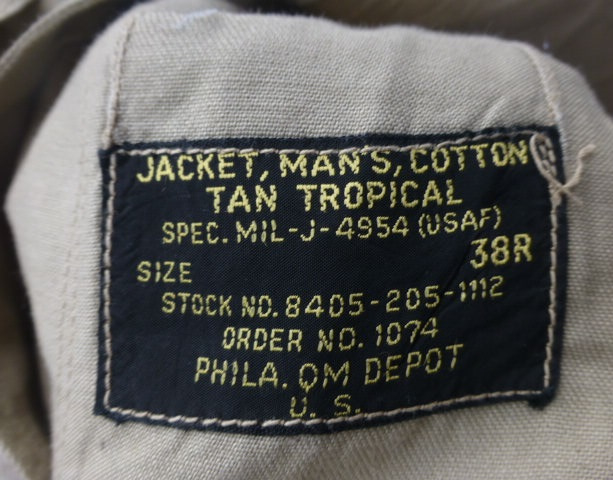 JACKET, MAN'S, COTTON
TAN TROPICAL
SPEC. MIL-J-4954 (USAF)
SIZE 38R
STOCK NO. 8405-205-1112
ORDER NO. 1074
PHILA. QM DEPOT
U. S.